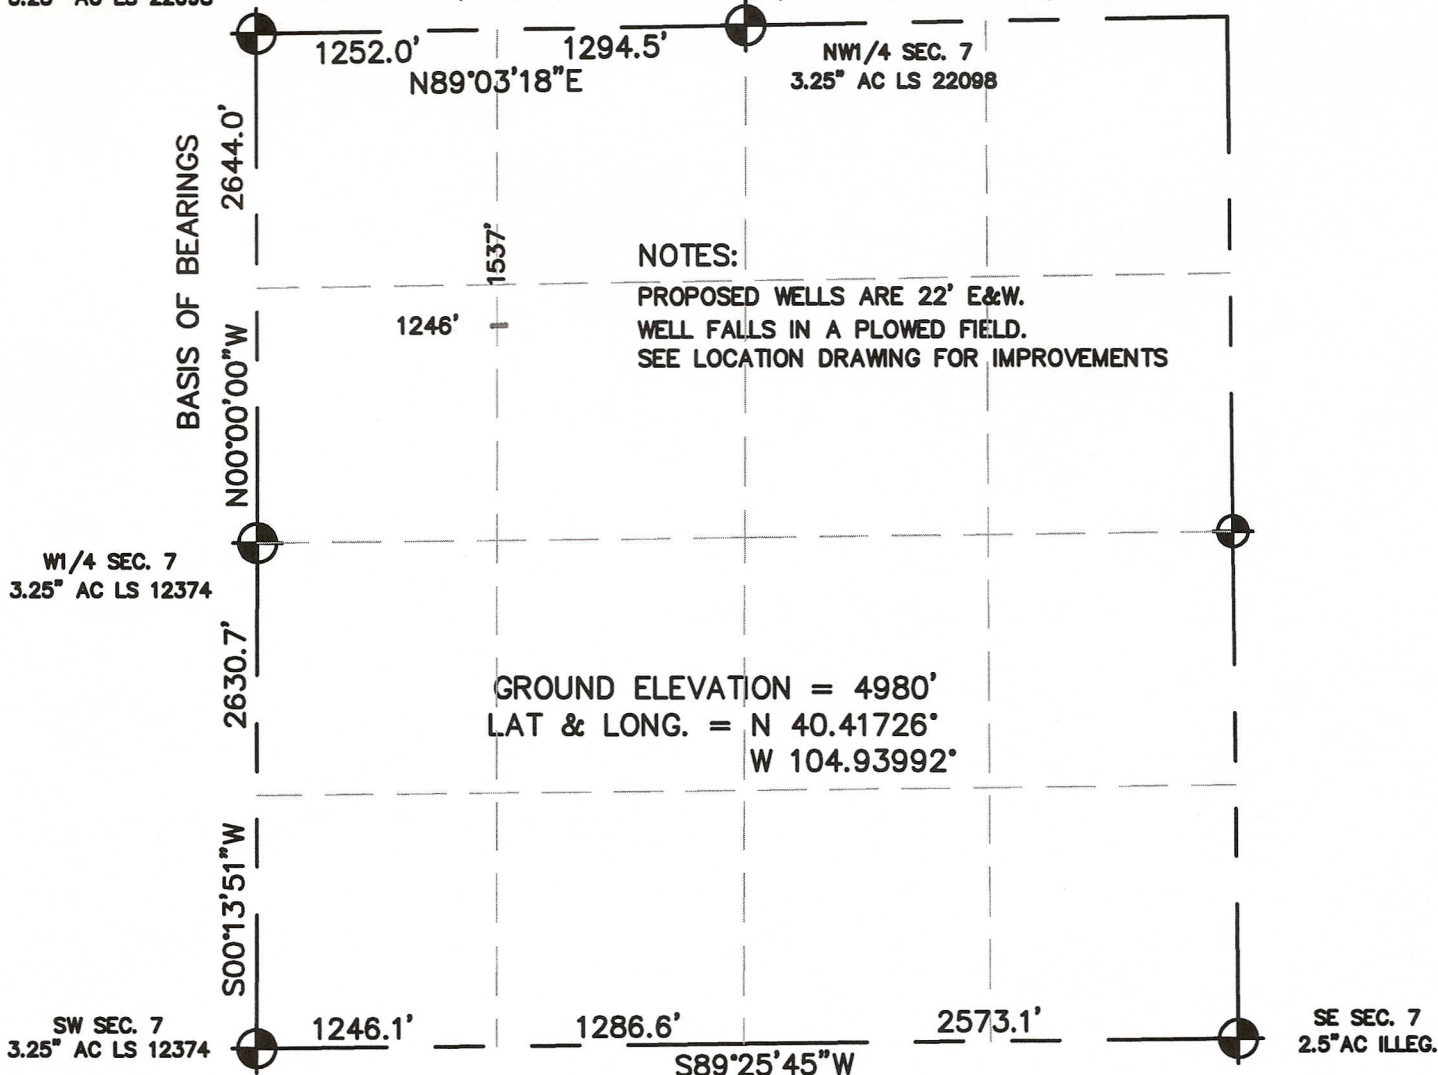 1252.0'
1294.5'
N89°03'18"E
NW1/4 SEC. 7
3.25" AC LS 22098
BASIS OF BEARINGS
2644.0'
N00°00'00"W
1537'
1246'
NOTES:
PROPOSED WELLS ARE 22' E&W.
WELL FALLS IN A PLOWED FIELD.
SEE LOCATION DRAWING FOR IMPROVEMENTS
W1/4 SEC. 7
3.25" AC LS 12374
2630.7'
S00°13'51"W
GROUND ELEVATION = 4980'
LAT & LONG. = N 40.41726°
W 104.93992°
SW SEC. 7
3.25" AC LS 12374
1246.1'
1286.6'
2573.1'
S89°25'45"W
SE SEC. 7
2.5"AC ILLEG.